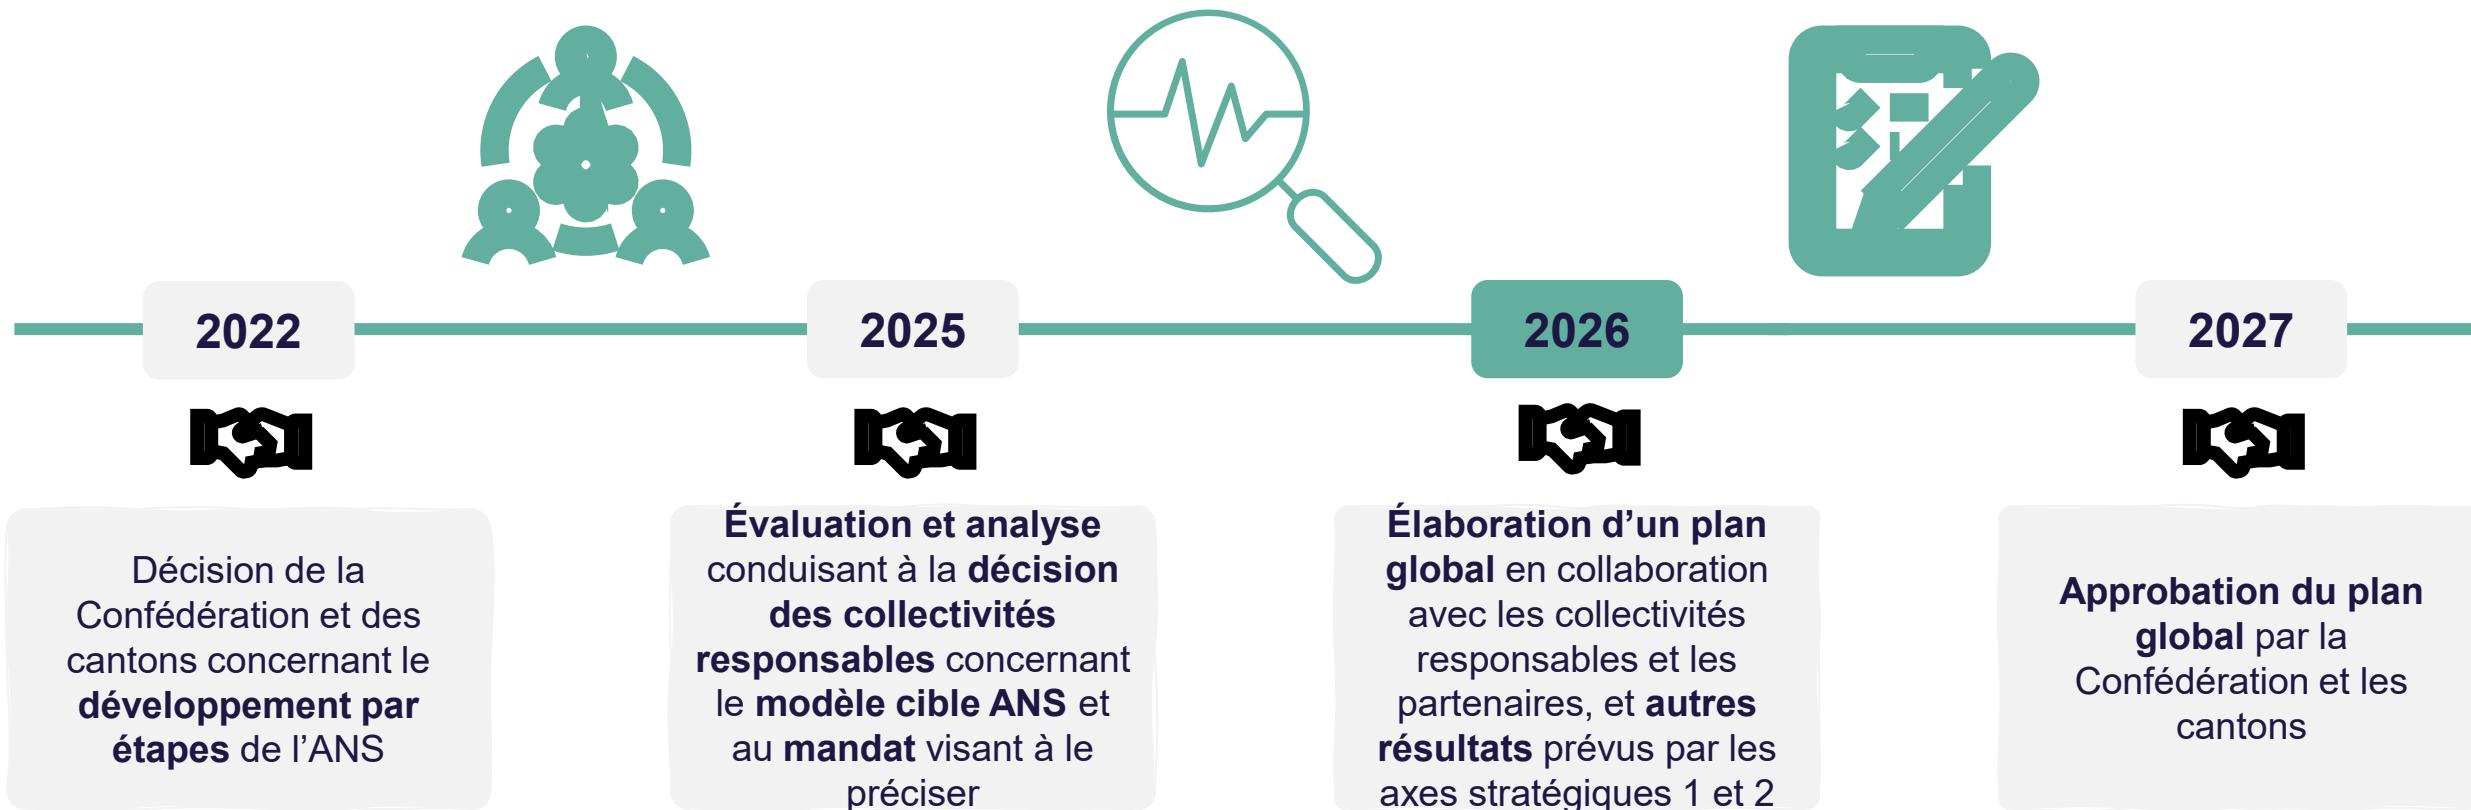 2022
2025
2026
2027
Décision de la
Confédération et des
cantons concernant le
développement par
étapes de l’ANS
Évaluation et analyse
conduisant à la décision
des collectivités
responsables concernant
le modèle cible ANS et
au mandat visant à le
préciser
Élaboration d’un plan
global en collaboration
avec les collectivités
responsables et les
partenaires, et autres
résultats prévus par les
axes stratégiques 1 et 2
Approbation du plan
global par la
Confédération et les
cantons